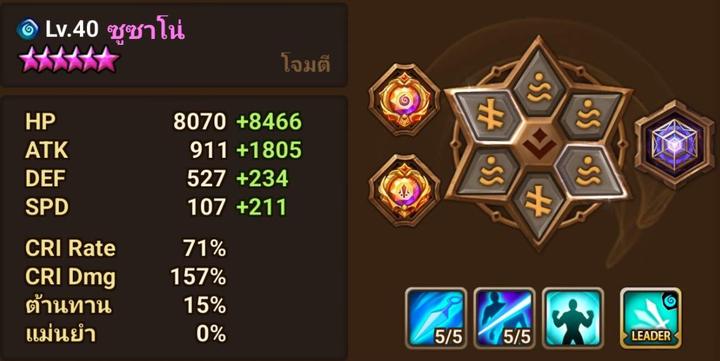 Lv.40 ซูซาโน่
โจมตี
HP 8070 +8466
ATK 911 +1805
DEF 527 +234
SPD 107 +211
CRI Rate 71%
CRI Dmg 157%
ต้านทาน 15%
แม่นยำ 0%
5/5 5/5 LEADER